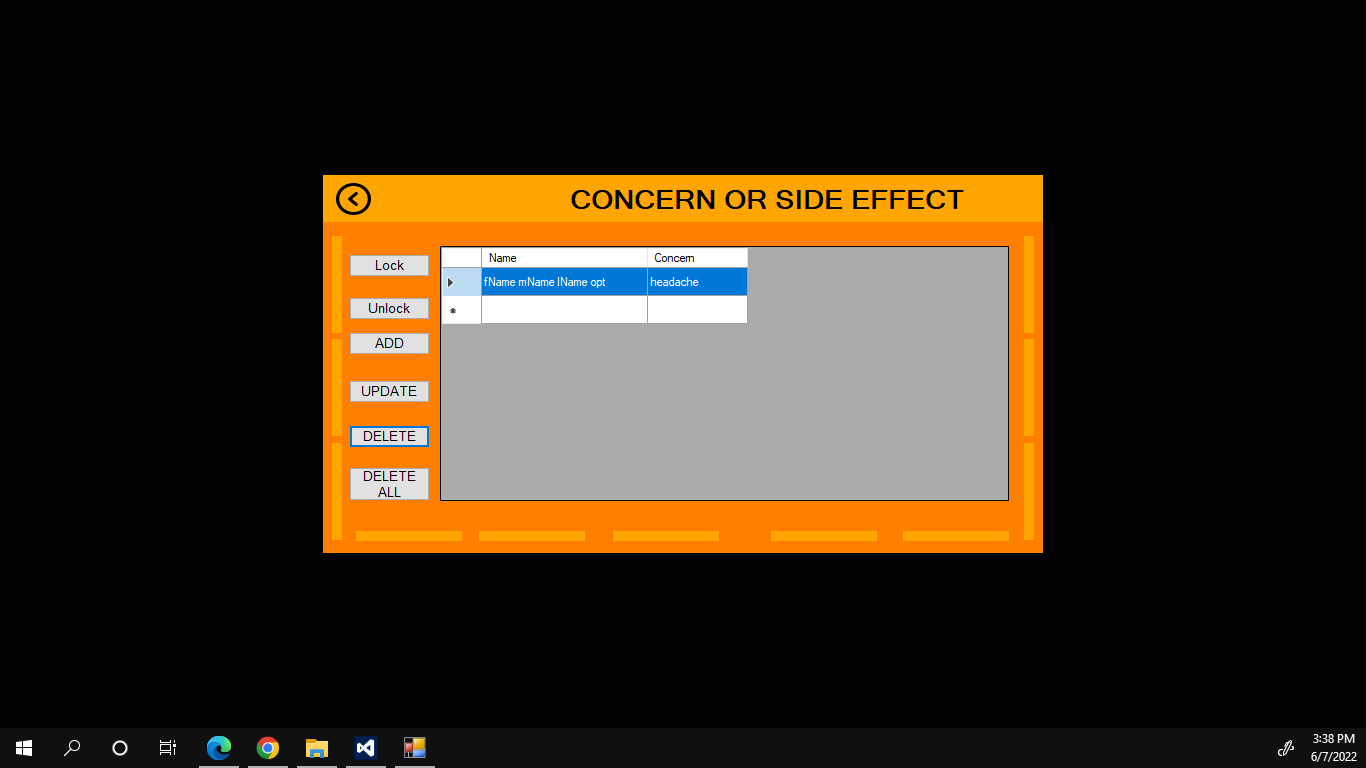 CONCERN OR SIDE EFFECT
Lock
Unlock
ADD
UPDATE
DELETE
DELETE
ALL
Name Concern
fName mName lName opt headache
3:38 PM
6/7/2022